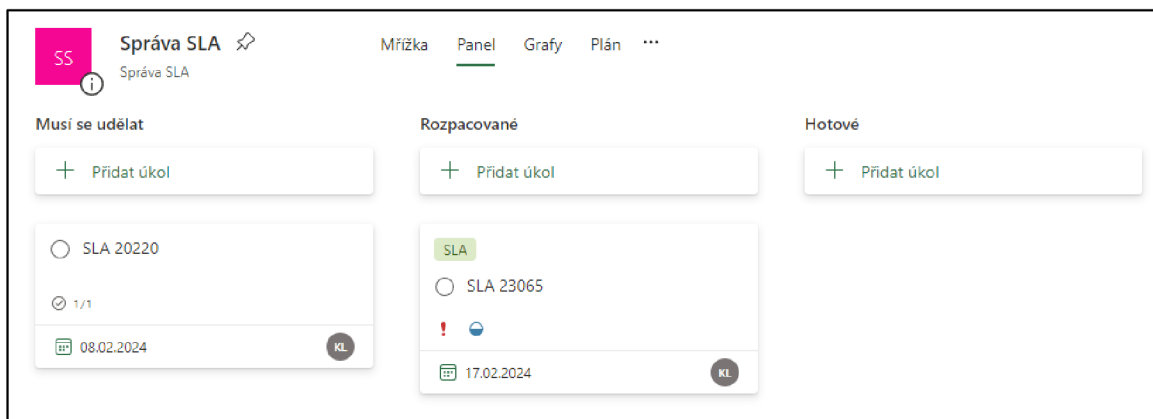 SS
Správa SLA
Správa SLA
Mřížka Panel Grafy Plán ...
Musí se udělat
Přidat úkol
SLA 20220
1/1
08.02.2024 KL
Rozpacované
Přidat úkol
SLA
SLA 23065
17.02.2024 KL
Hotové
Přidat úkol